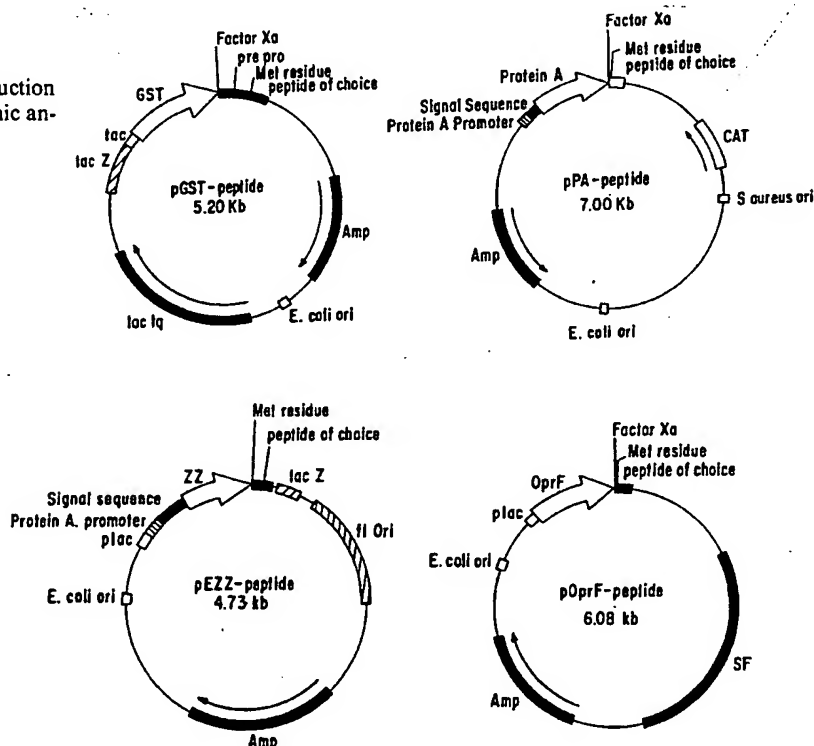 uction
nic an-
Factor Xa
pre pro
Met residue
peptide of choice
GST
tac
lac Z
pGST-peptide
5.20 Kb
Amp
E. coli ori
lac Iq
Factor Xa
Met residue
peptide of choice
Protein A
Signal Sequence
Protein A Promoter
CAT
pPA-peptide
7.00 Kb
S aureus ori
Amp
E. coli ori
Met residue
peptide of choice
ZZ
lac Z
Signal sequence
Protein A. promoter
plac
fl Ori
E. coli ori
pEZZ-peptide
4.73 kb
Amp
Factor Xa
Met residue
peptide of choice
OprF
plac
E. coli ori
pOprF-peptide
6.08 kb
SF
Amp